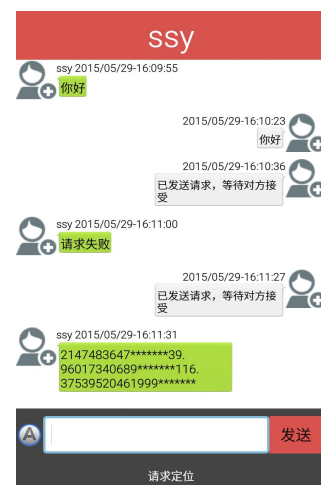 ssy
ssy 2015/05/29-16:09:55
你好
2015/05/29-16:10:23
你好
2015/05/29-16:10:36
已发送请求，等待对方接
受
ssy 2015/05/29-16:11:00
请求失败
2015/05/29-16:11:27
已发送请求，等待对方接
受
ssy 2015/05/29-16:11:31
2147483647*******39.
96017340689*******116.
37539520461999*******
A
发送
请求定位